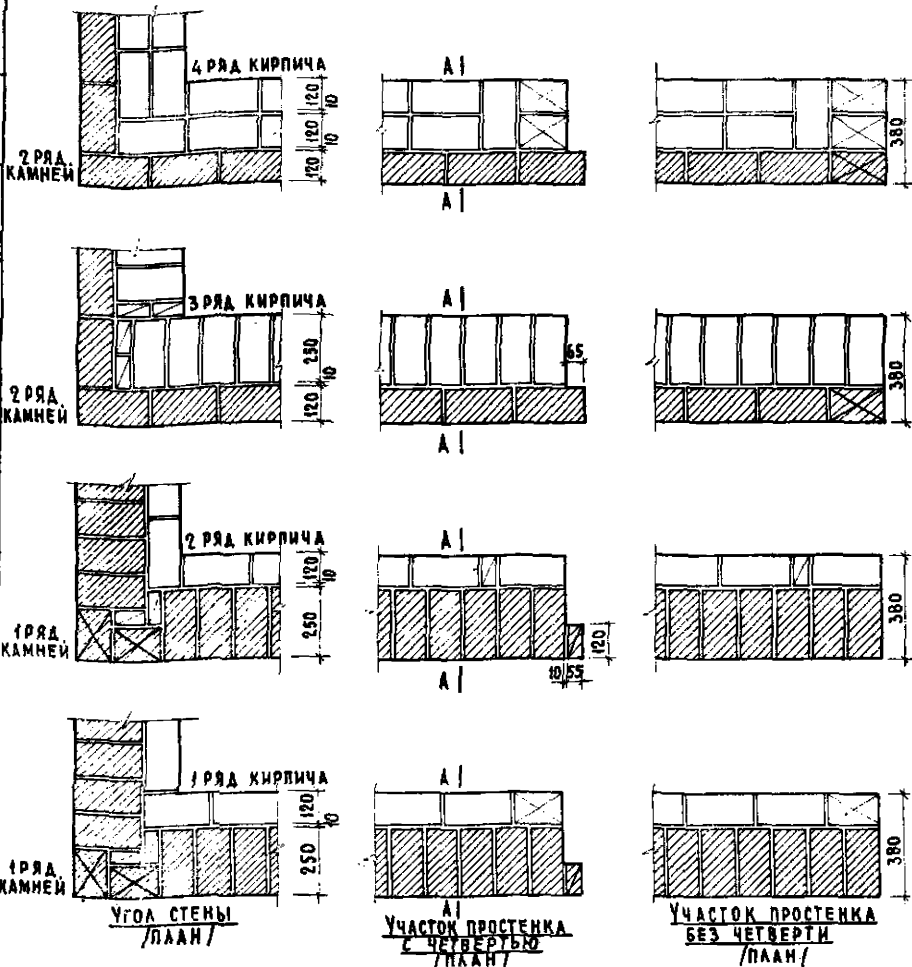 4 РЯД КИРПИЧА
2 РЯД.
КАМНЕЙ
120
10
120
10
120
А
А
380
3 РЯД КИРПИЧА
2 РЯД.
КАМНЕЙ
250
10
120
А
А
65
380
2 РЯД КИРПИЧА
1 РЯД.
КАМНЕЙ
120
10
250
А
А
120
10 55
380
1 РЯД КИРПИЧА
1 РЯД.
КАМНЕЙ
120
10
250
А
А
380
УГОЛ СТЕНЫ
/ПЛАН/
УЧАСТОК ПРОСТЕНКА
С ЧЕТВЕРТЬЮ
/ПЛАН/
УЧАСТОК ПРОСТЕНКА
БЕЗ ЧЕТВЕРТИ
/ПЛАН/